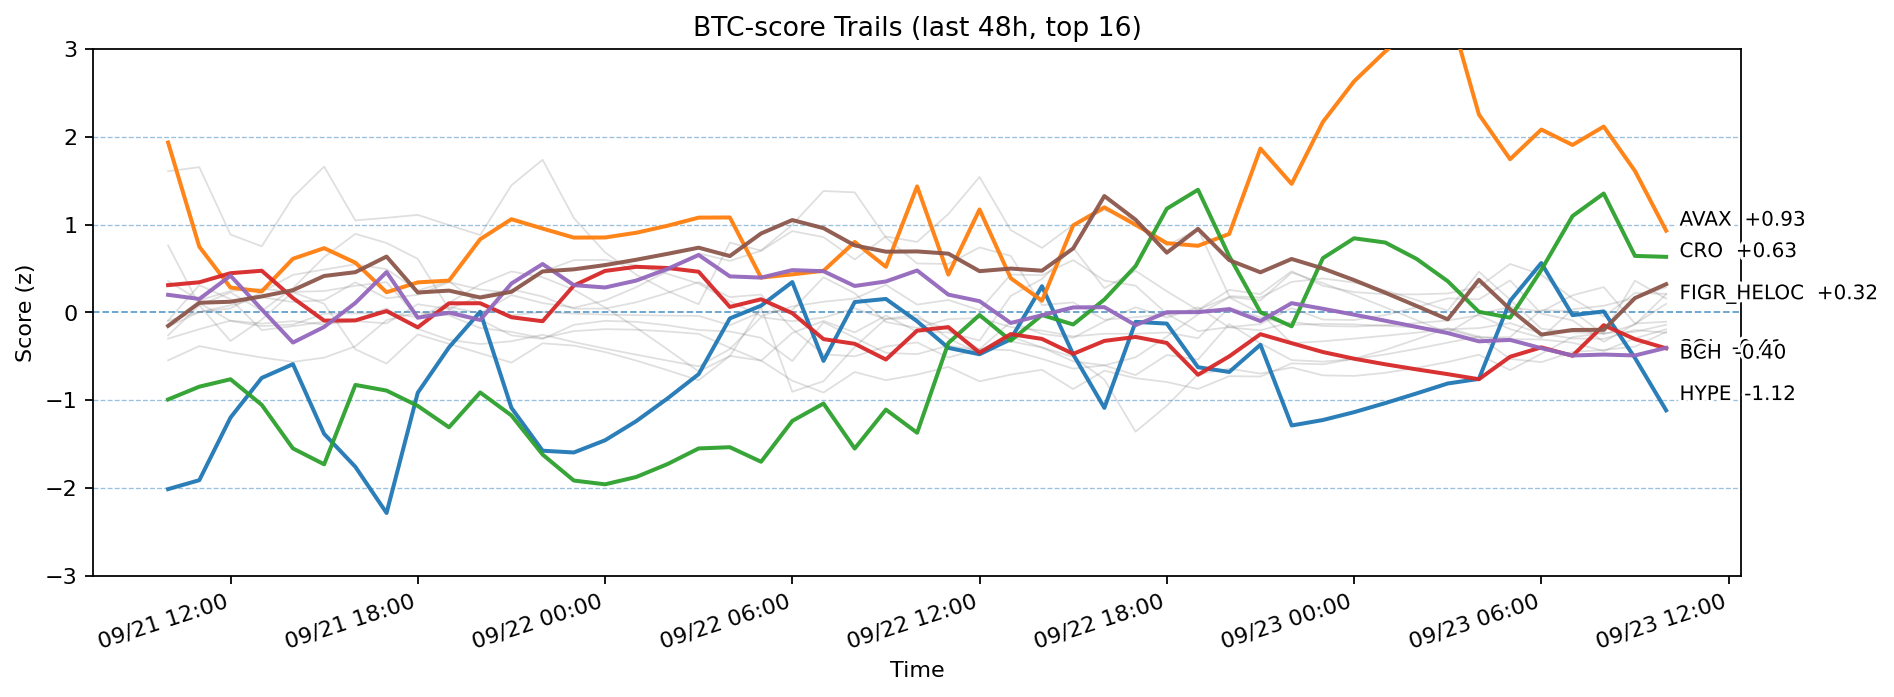 BTC-score Trails (last 48h, top 16)
Score (z)
3
2
1
0
−1
−2
−3
AVAX +0.93
CRO +0.63
FIGR_HELOC +0.32
BCH -0.40
HYPE -1.12
09/21 12:00
09/21 18:00
09/22 00:00
09/22 06:00
09/22 12:00
09/22 18:00
09/23 00:00
09/23 06:00
09/23 12:00
Time